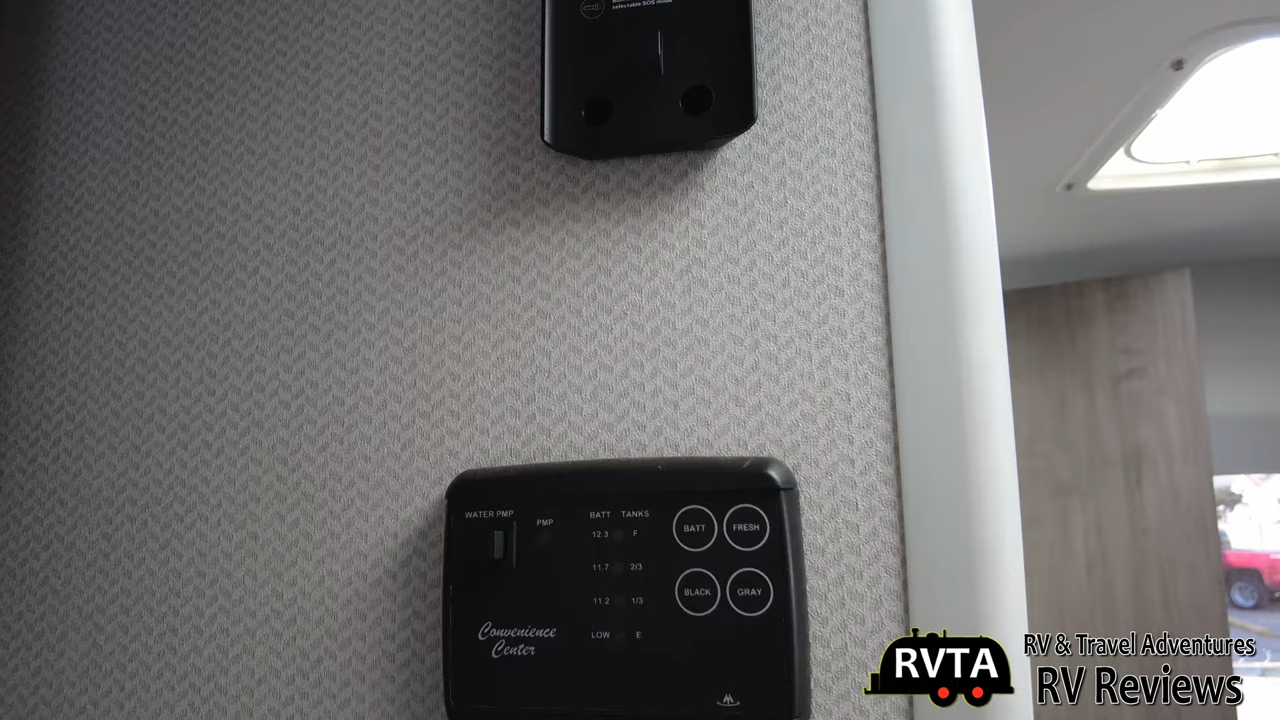 selectable SOS mode
WATER PMP
PMP
BATT TANKS
12.3 F
11.7 2/3
11.2 1/3
LOW E
BATT
FRESH
BLACK
GRAY
Convenience
Center
RVTA
RV & Travel Adventures
RV Reviews